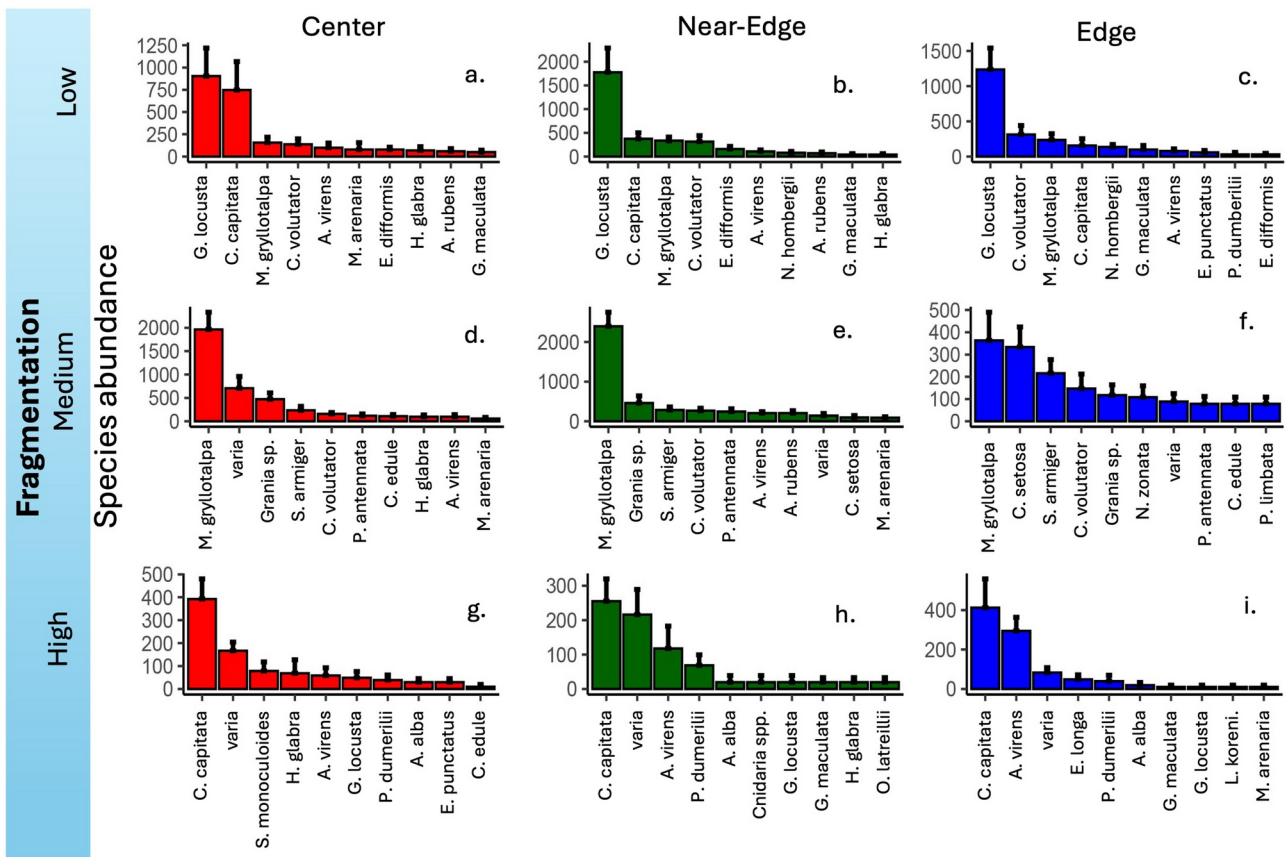 Center
Near-Edge
Edge
Fragmentation
Low
Medium
High
Species abundance
a.
1250
1000
750
500
250
0
G. locusta
C. capitata
M. gryllotalpa
C. volutator
A. virens
M. arenaria
E. difformis
H. glabra
A. rubens
G. maculata
b.
2000
1500
1000
500
0
G. locusta
C. capitata
M. gryllotalpa
C. volutator
E. difformis
A. virens
N. hombergii
A. rubens
G. maculata
H. glabra
c.
1500
1000
500
0
G. locusta
C. volutator
M. gryllotalpa
C. capitata
N. hombergii
G. maculata
A. virens
E. punctatus
P. dumberilii
E. difformis
d.
2000
1500
1000
500
0
M. gryllotalpa
varia
Grania sp.
S. armiger
C. volutator
P. antennata
C. edule
H. glabra
A. virens
M. arenaria
e.
2000
1000
0
M. gryllotalpa
Grania sp.
S. armiger
C. volutator
P. antennata
A. virens
A. rubens
varia
C. setosa
M. arenaria
f.
500
400
300
200
100
0
M. gryllotalpa
C. setosa
S. armiger
C. volutator
Grania sp.
N. zonata
varia
P. antennata
C. edule
P. limbata
g.
500
400
300
200
100
0
C. capitata
varia
S. monoculoides
H. glabra
A. virens
G. locusta
P. dumerilii
A. alba
E. punctatus
C. edule
h.
300
200
100
0
C. capitata
varia
A. virens
P. dumerilii
A. alba
Cnidaria spp.
G. locusta
G. maculata
H. glabra
O. latreillii
i.
400
200
0
C. capitata
A. virens
varia
E. longa
P. dumerilii
A. alba
G. maculata
G. locusta
L. koreni.
M. arenaria